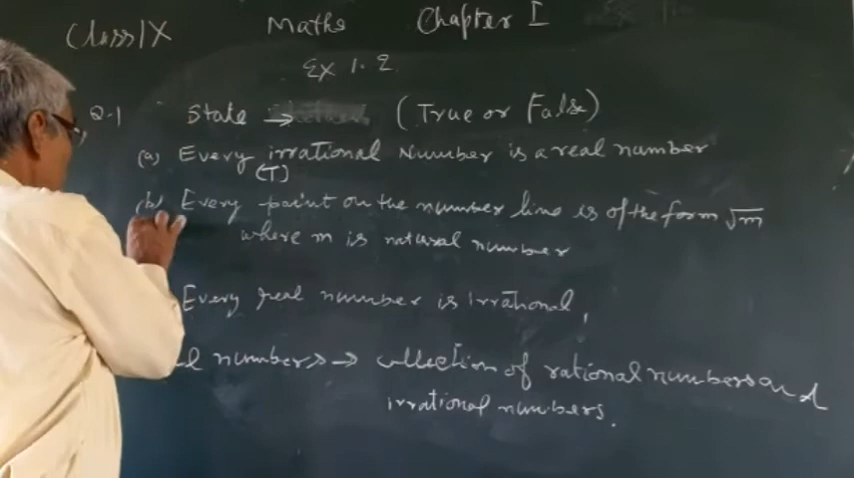 Class IX Maths Chapter I
Ex 1.2
Q.1 State → (True or False)
(a) Every irrational Number is a real number
(T)
(b) Every point on the number line is of the form √m
where m is natural number
Every real number is irrational,
numbers → collection of rational numbers and
irrational numbers.